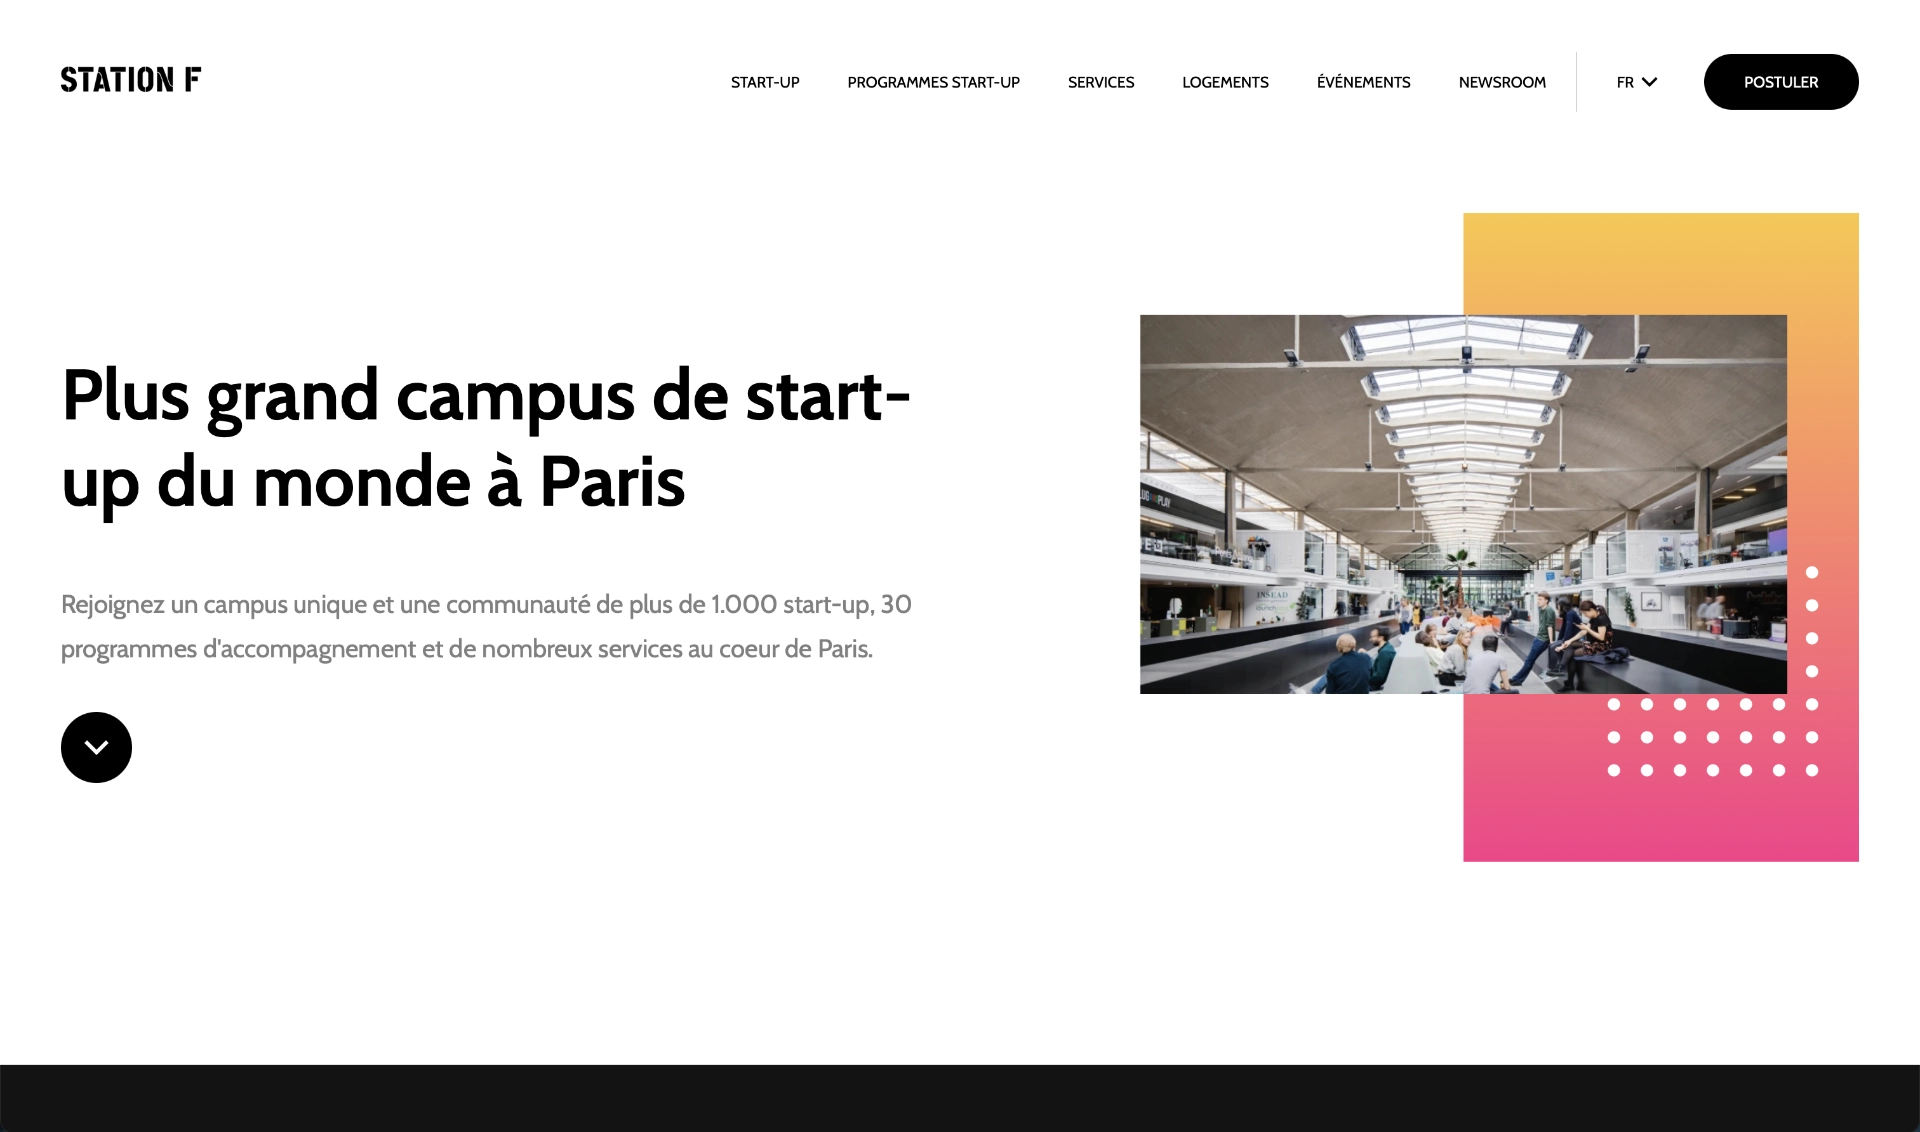 STATION F
START-UP
PROGRAMMES START-UP
SERVICES
LOGEMENTS
ÉVÉNEMENTS
NEWSROOM
FR
POSTULER
Plus grand campus de start-
up du monde à Paris
Rejoignez un campus unique et une communauté de plus de 1.000 start-up, 30
programmes d'accompagnement et de nombreux services au coeur de Paris.
INSEAD